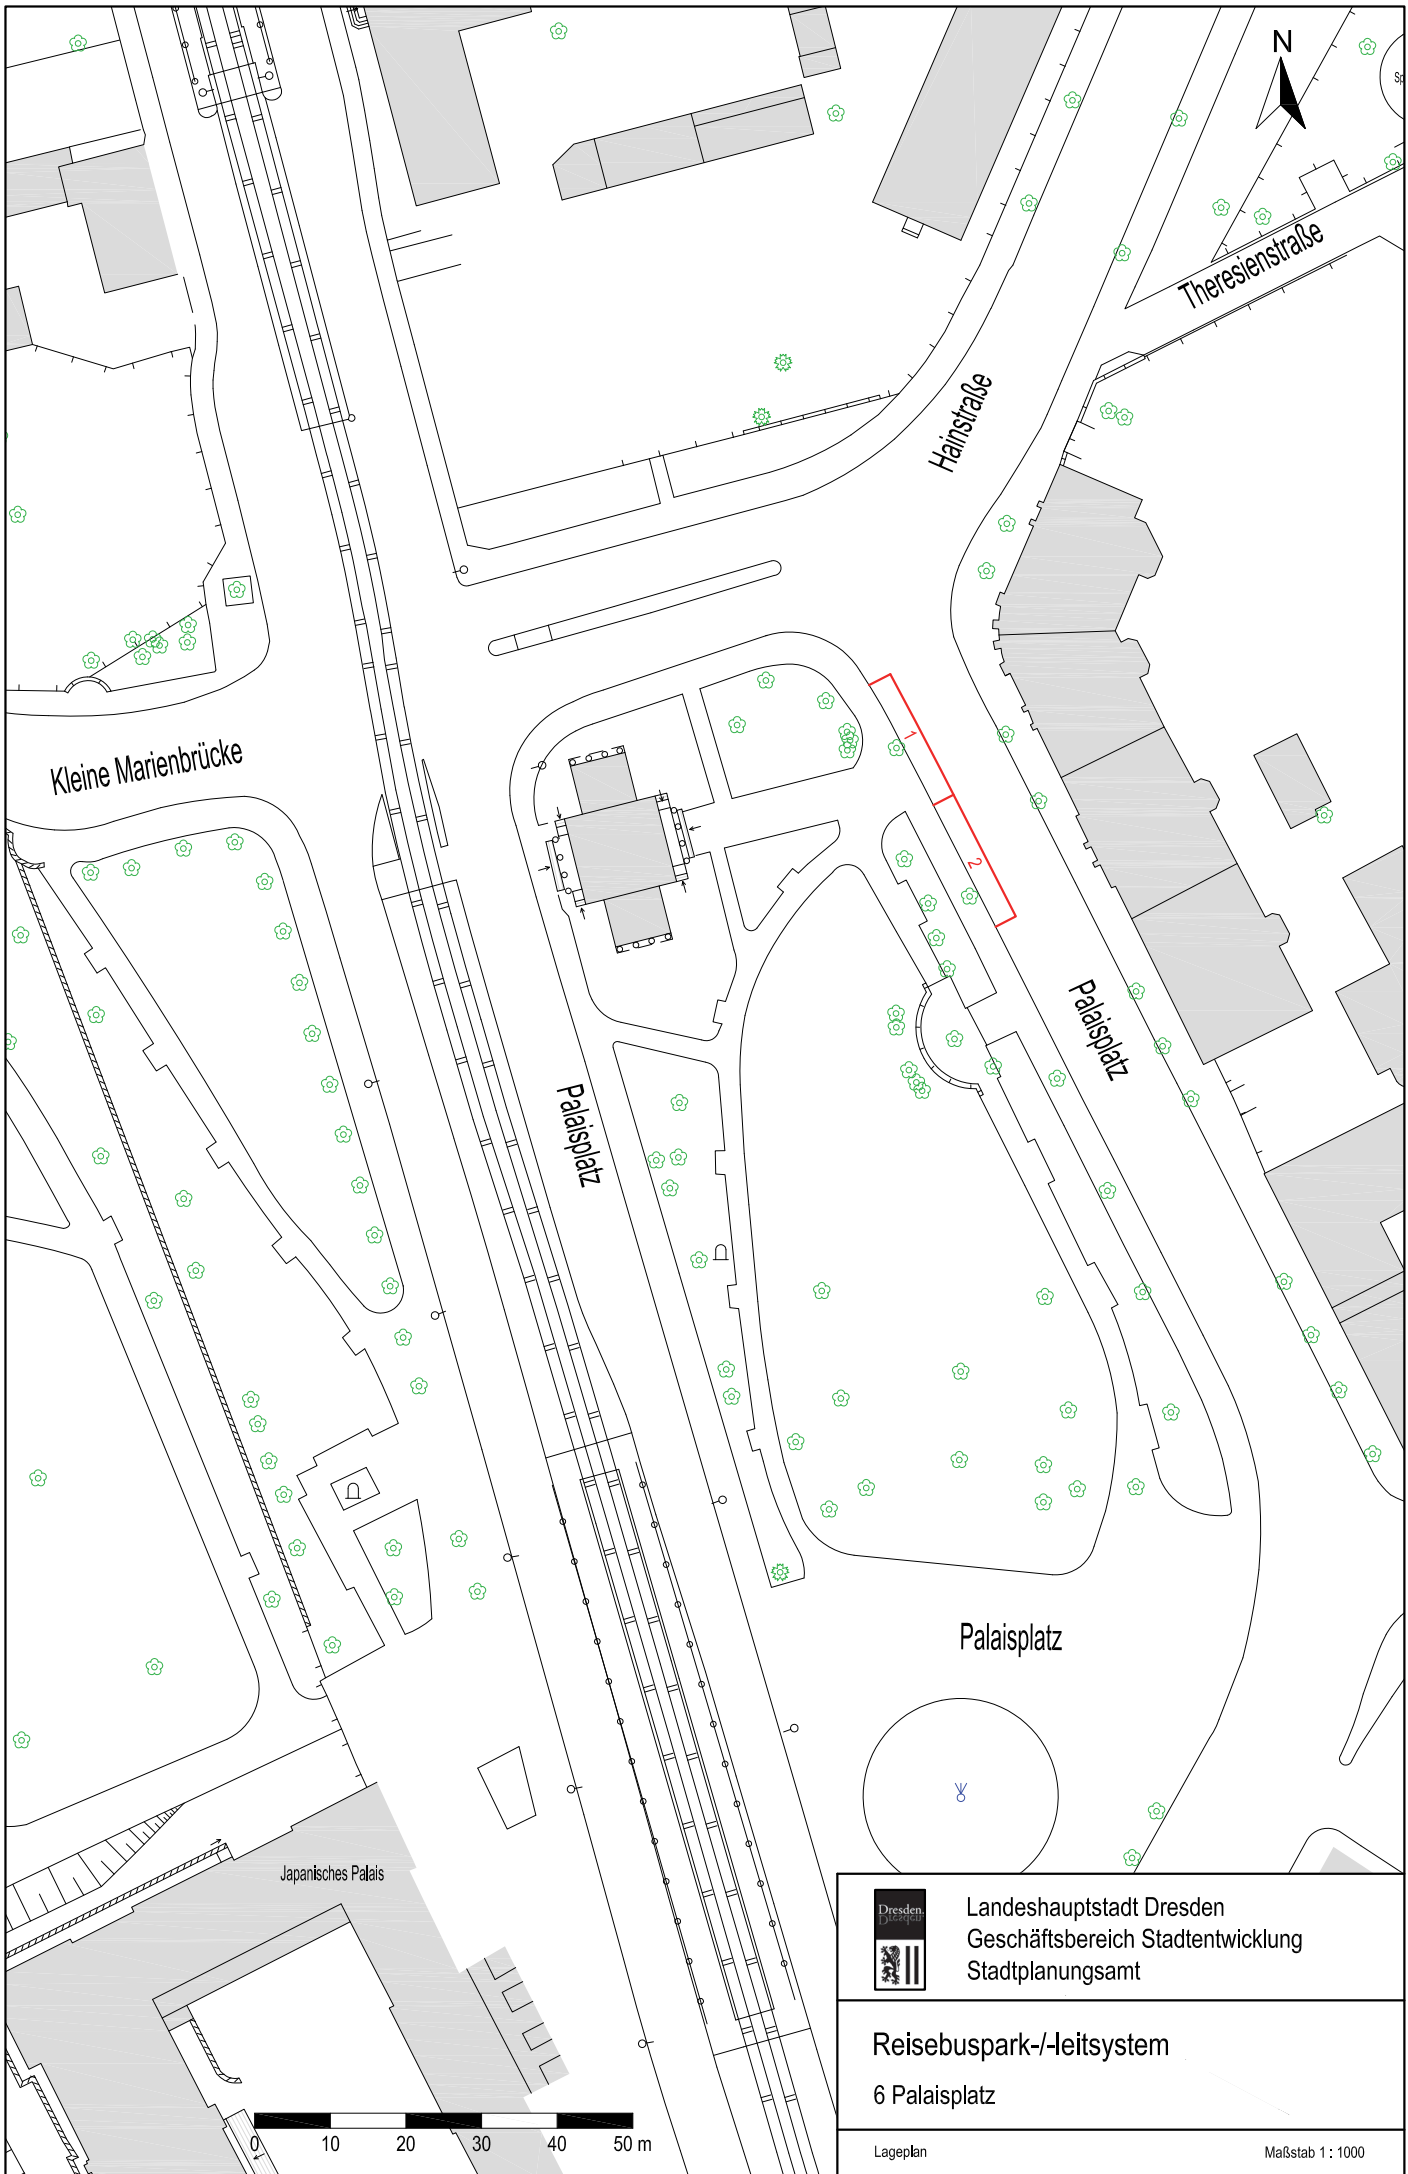 N
Sp
Theresienstraße
Hainstraße
Kleine Marienbrücke
1
2
Palaisplatz
Palaisplatz
Palaisplatz
Japanisches Palais
0 10 20 30 40 50 m
Dresden.
Landeshauptstadt Dresden
Geschäftsbereich Stadtentwicklung
Stadtplanungsamt
Reisebuspark-/-leitsystem
6 Palaisplatz
Lageplan
Maßstab 1 : 1000